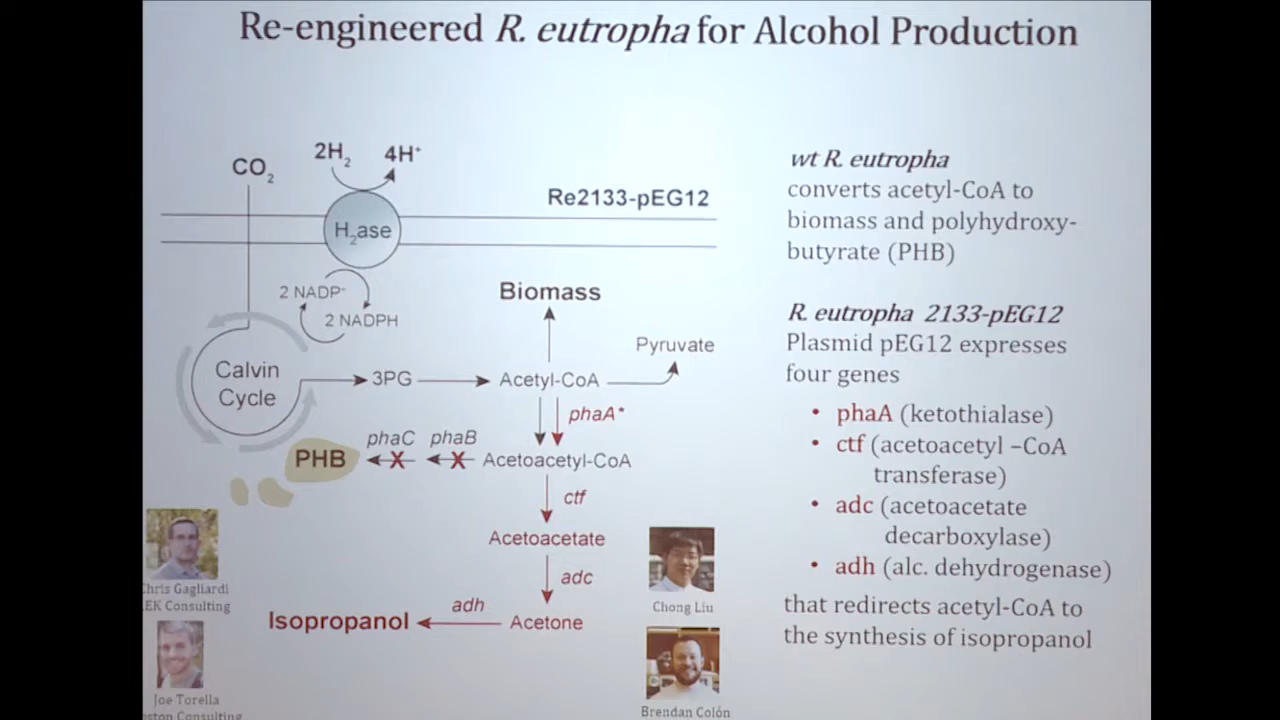 Re-engineered R. eutropha for Alcohol Production
CO2
2H2
4H+
Re2133-pEG12
H2ase
2 NADP-
2 NADPH
Biomass
Pyruvate
Calvin
Cycle
3PG
Acetyl-CoA
phaA*
phaC
phaB
PHB
Acetoacetyl-CoA
ctf
Acetoacetate
adc
adh
Isopropanol
Acetone
Chris Gagliardi
EK Consulting
Joe Torella
Consulting
Chong Liu
Brendan Colón
wt R. eutropha
converts acetyl-CoA to
biomass and polyhydroxy-
butyrate (PHB)
R. eutropha 2133-pEG12
Plasmid pEG12 expresses
four genes
• phaA (ketothialase)
• ctf (acetoacetyl –CoA
transferase)
• adc (acetoacetate
decarboxylase)
• adh (alc. dehydrogenase)
that redirects acetyl-CoA to
the synthesis of isopropanol